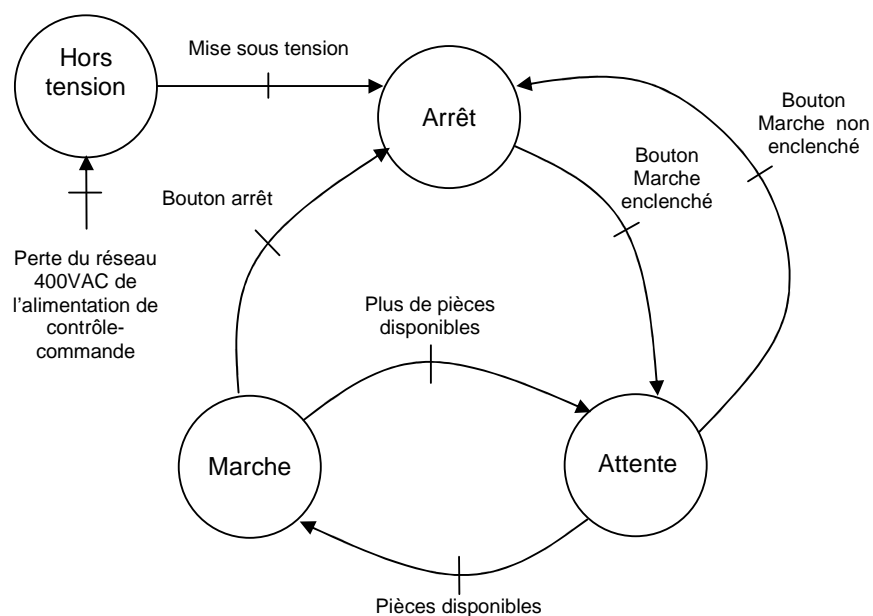 Hors
tension
Mise sous tension
Arrêt
Bouton
Marche non
enclenché
Bouton
Marche
enclenché
Bouton arrêt
Perte du réseau
400VAC de
l'alimentation de
contrôle-
commande
Plus de pièces
disponibles
Marche
Attente
Pièces disponibles